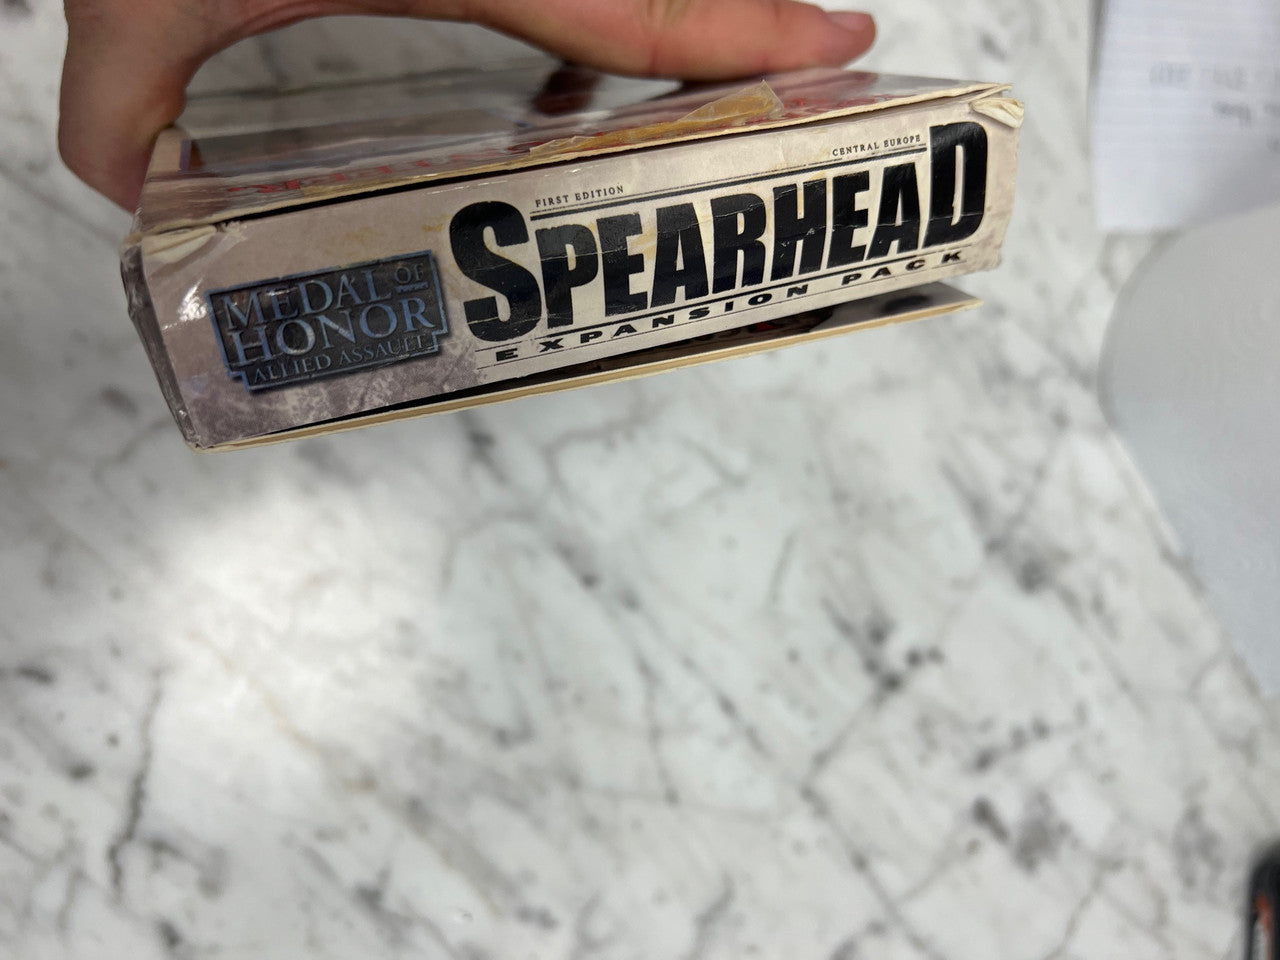 MEDAL OF
HONOR
ALLIED ASSAULT
FIRST EDITION
CENTRAL EUROPE
SPEARHEAD
EXPANSION PACK